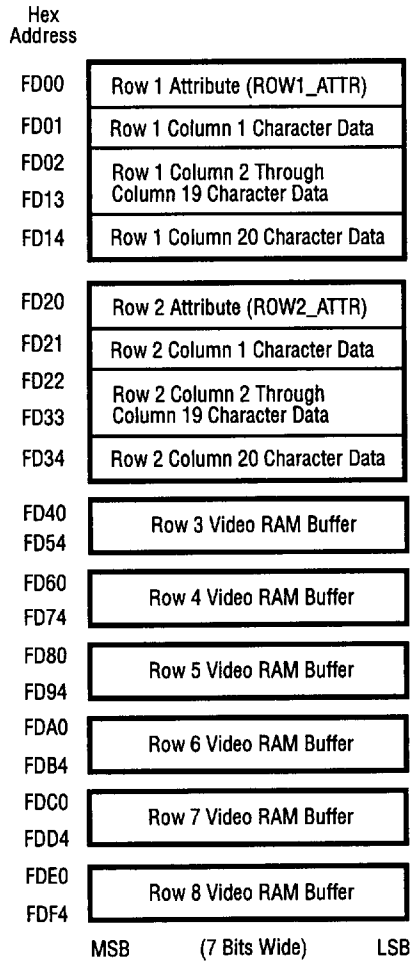 Hex
Address
FD00 Row 1 Attribute (ROW1_ATTR)
FD01 Row 1 Column 1 Character Data
FD02 Row 1 Column 2 Through
FD13 Column 19 Character Data
FD14 Row 1 Column 20 Character Data
FD20 Row 2 Attribute (ROW2_ATTR)
FD21 Row 2 Column 1 Character Data
FD22 Row 2 Column 2 Through
FD33 Column 19 Character Data
FD34 Row 2 Column 20 Character Data
FD40
Row 3 Video RAM Buffer
FD54
FD60
Row 4 Video RAM Buffer
FD74
FD80
Row 5 Video RAM Buffer
FD94
FDA0
Row 6 Video RAM Buffer
FDB4
FDC0
Row 7 Video RAM Buffer
FDD4
FDE0
Row 8 Video RAM Buffer
FDF4
MSB (7 Bits Wide) LSB